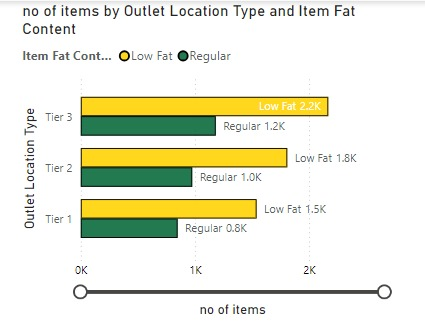 no of items by Outlet Location Type and Item Fat
Content
Item Fat Cont... Low Fat Regular
Outlet Location Type
Tier 3
Low Fat 2.2K
Regular 1.2K
Tier 2
Low Fat 1.8K
Regular 1.0K
Tier 1
Low Fat 1.5K
Regular 0.8K
0K 1K 2K
no of items